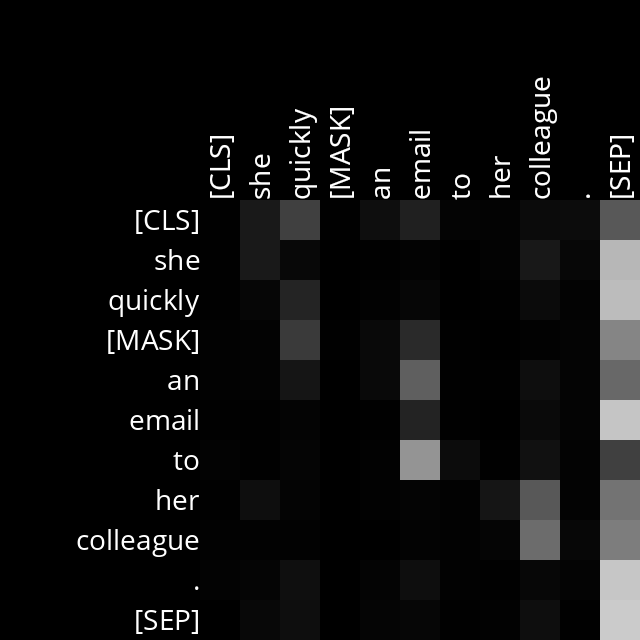 [CLS]
she
quickly
[MASK]
an
email
to
her
colleague
.
[SEP]
[CLS]
she
quickly
[MASK]
an
email
to
her
colleague
.
[SEP]